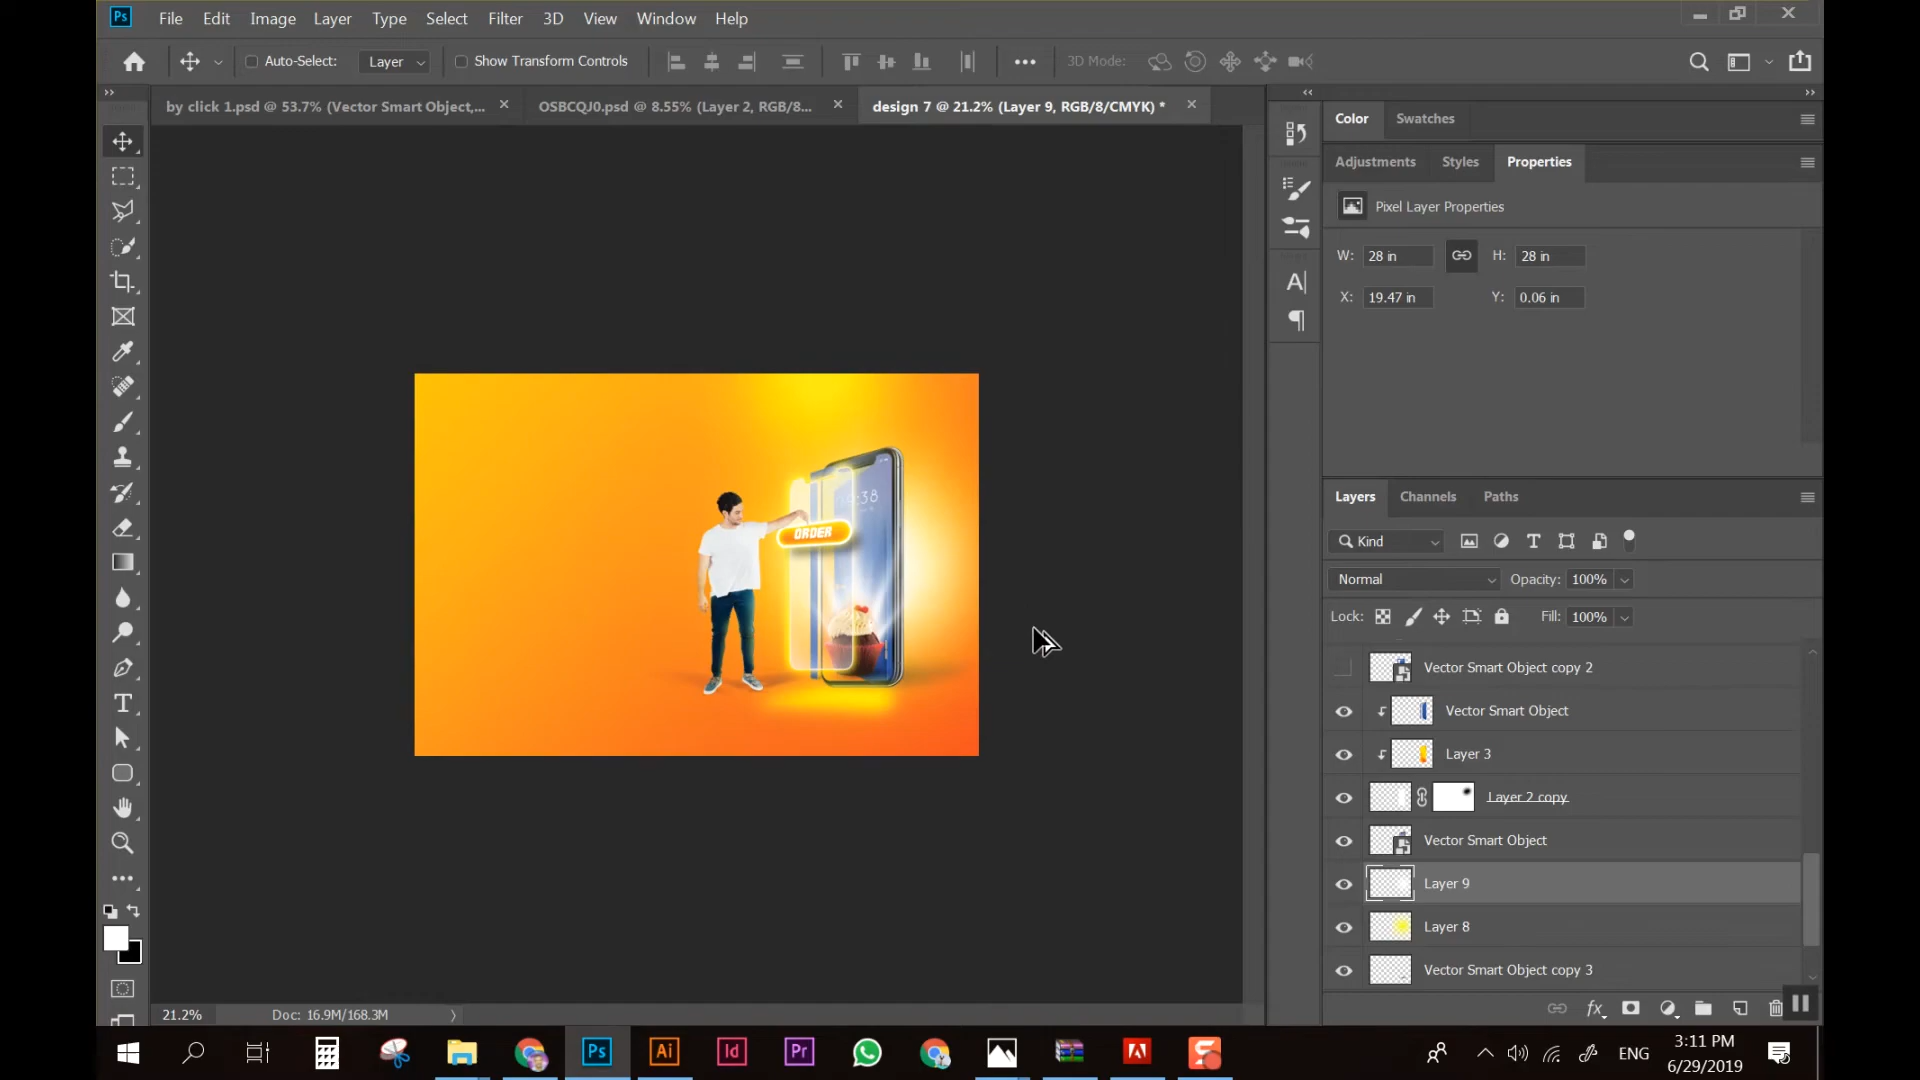 Ps File Edit Image Layer Type Select Filter 3D View Window Help
Auto-Select: Layer Show Transform Controls 3D Mode:
by click 1.psd @ 53.7% (Vector Smart Object,... OSBCQJ0.psd @ 8.55% (Layer 2, RGB/8... design 7 @ 21.2% (Layer 9, RGB/8/CMYK) *
Color Swatches
Adjustments Styles Properties
Pixel Layer Properties
W: 28 in H: 28 in
X: 19.47 in Y: 0.06 in
ORDER
Layers Channels Paths
Kind
Normal Opacity: 100%
Lock: Fill: 100%
Vector Smart Object copy 2
Vector Smart Object
Layer 3
Layer 2 copy
Vector Smart Object
Layer 9
Layer 8
Vector Smart Object copy 3
21.2% Doc: 16.9M/168.3M
Ps Ai Id Pr ENG 3:11 PM
6/29/2019